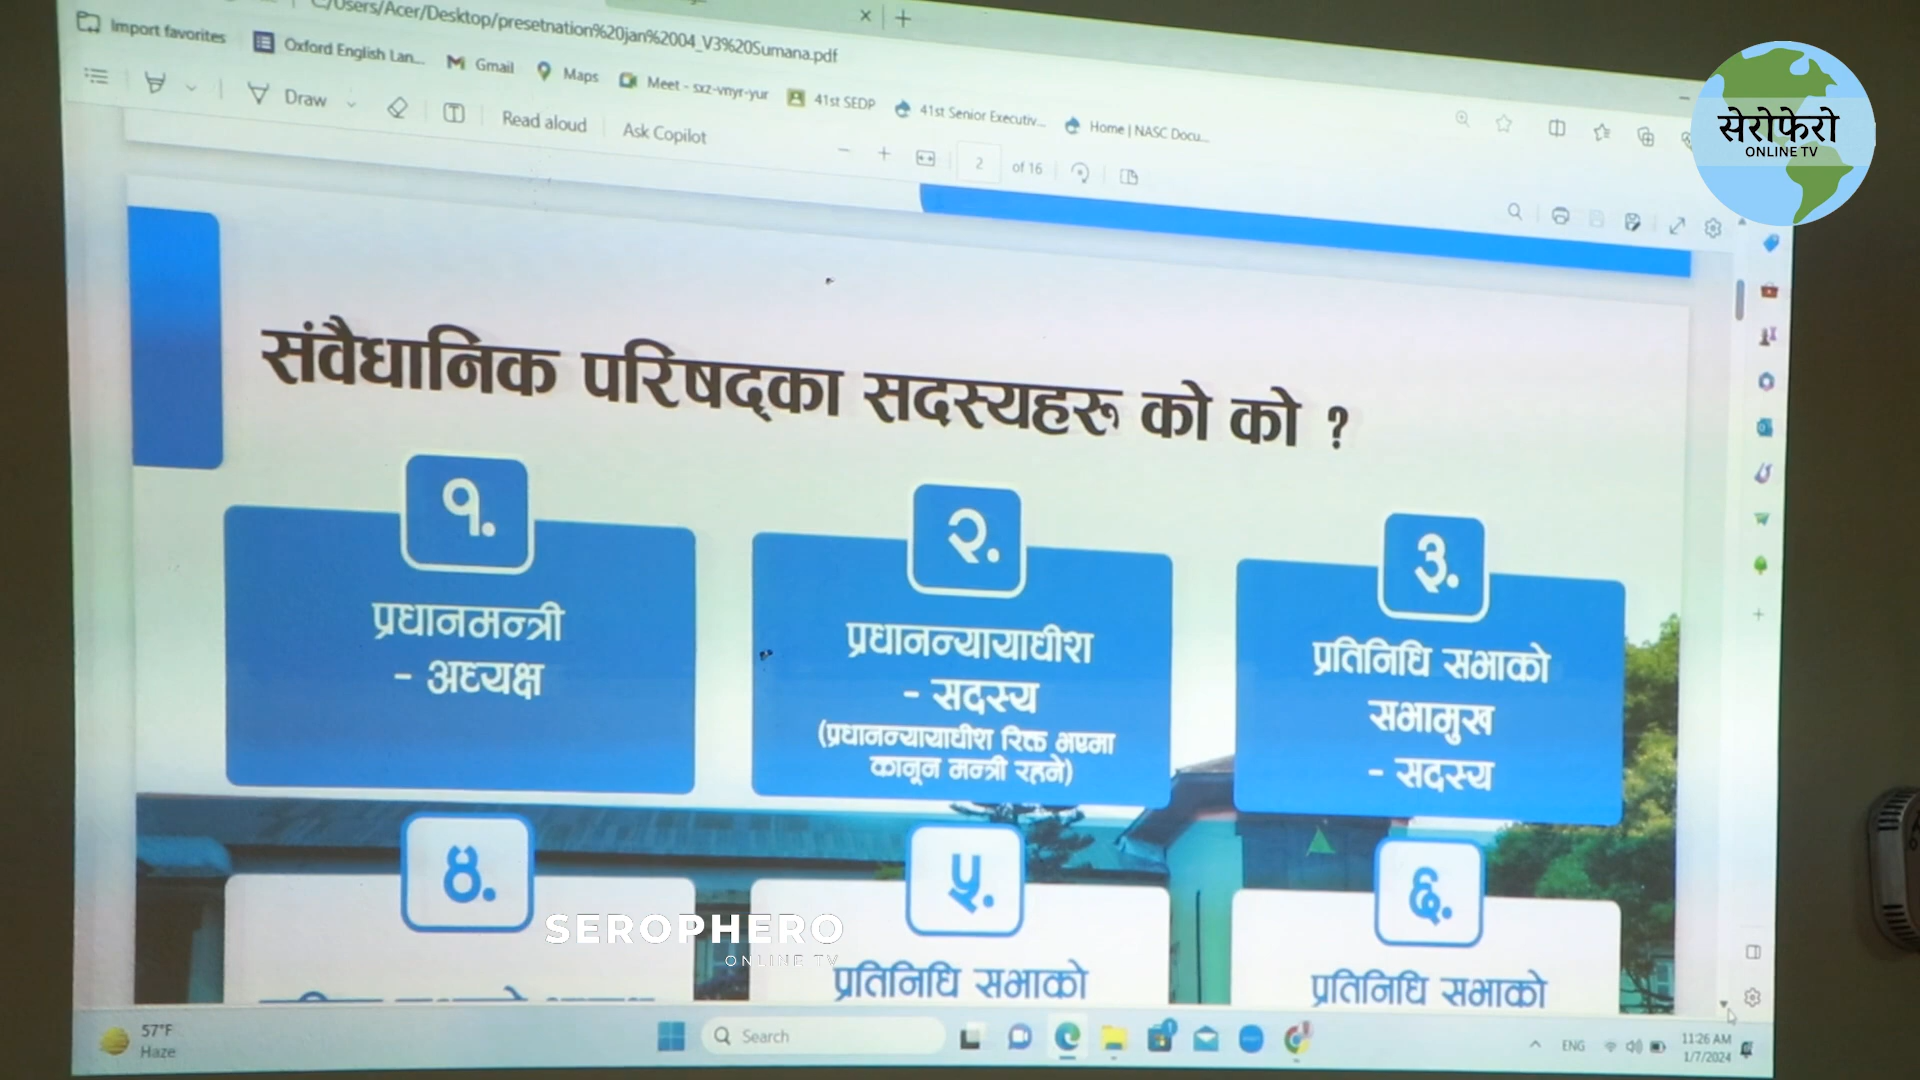 C:/Users/Acer/Desktop/presetnation%20jan%2004_V3%20Sumana.pdf
Import favorites
Oxford English Lan...
Gmail
Maps
Meet - sxz-vnyr-yur
41st SEDP
41st Senior Executiv...
Home | NASC Docu...
Draw
Read aloud
Ask Copilot
2 of 16
सेरोफेरो
ONLINE TV
संवैधानिक परिषद्का सदस्यहरू को को ?
१.
प्रधानमन्त्री
- अध्यक्ष
२.
प्रधानन्यायाधीश
- सदस्य
(प्रधानन्यायाधीश रिक्त भएमा
कानून मन्त्री रहने)
३.
प्रतिनिधि सभाको
सभामुख
- सदस्य
४.
५.
प्रतिनिधि सभाको
६.
प्रतिनिधि सभाको
SEROPHERO
ONLINE TV
57°F
Haze
Search
ENG
11:26 AM
1/7/2024